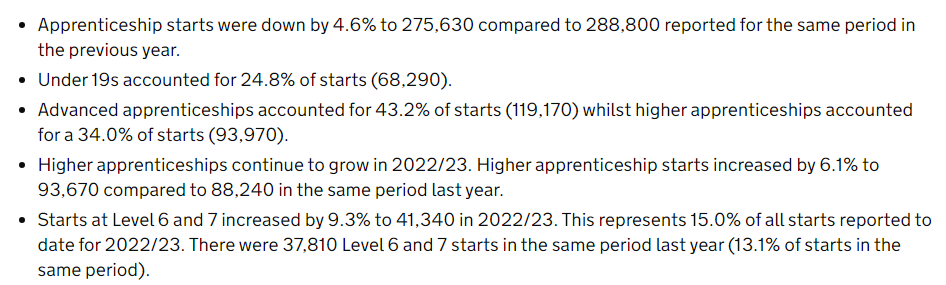 • Apprenticeship starts were down by 4.6% to 275,630 compared to 288,800 reported for the same period in
the previous year.
• Under 19s accounted for 24.8% of starts (68,290).
• Advanced apprenticeships accounted for 43.2% of starts (119,170) whilst higher apprenticeships accounted
for a 34.0% of starts (93,970).
• Higher apprenticeships continue to grow in 2022/23. Higher apprenticeship starts increased by 6.1% to
93,670 compared to 88,240 in the same period last year.
• Starts at Level 6 and 7 increased by 9.3% to 41,340 in 2022/23. This represents 15.0% of all starts reported to
date for 2022/23. There were 37,810 Level 6 and 7 starts in the same period last year (13.1% of starts in the
same period).